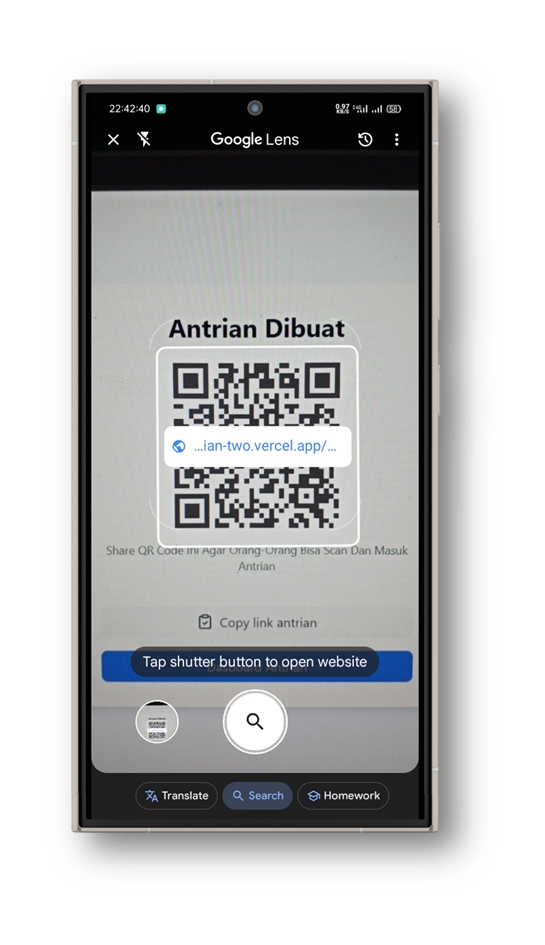 22:42:40
0.97 KB/S
58
Google Lens
Antrian Dibuat
...ian-two.vercel.app/...
Share QR Code Ini Agar Orang-Orang Bisa Scan Dan Masuk
Antrian
Copy link antrian
Tap shutter button to open website
Translate
Search
Homework